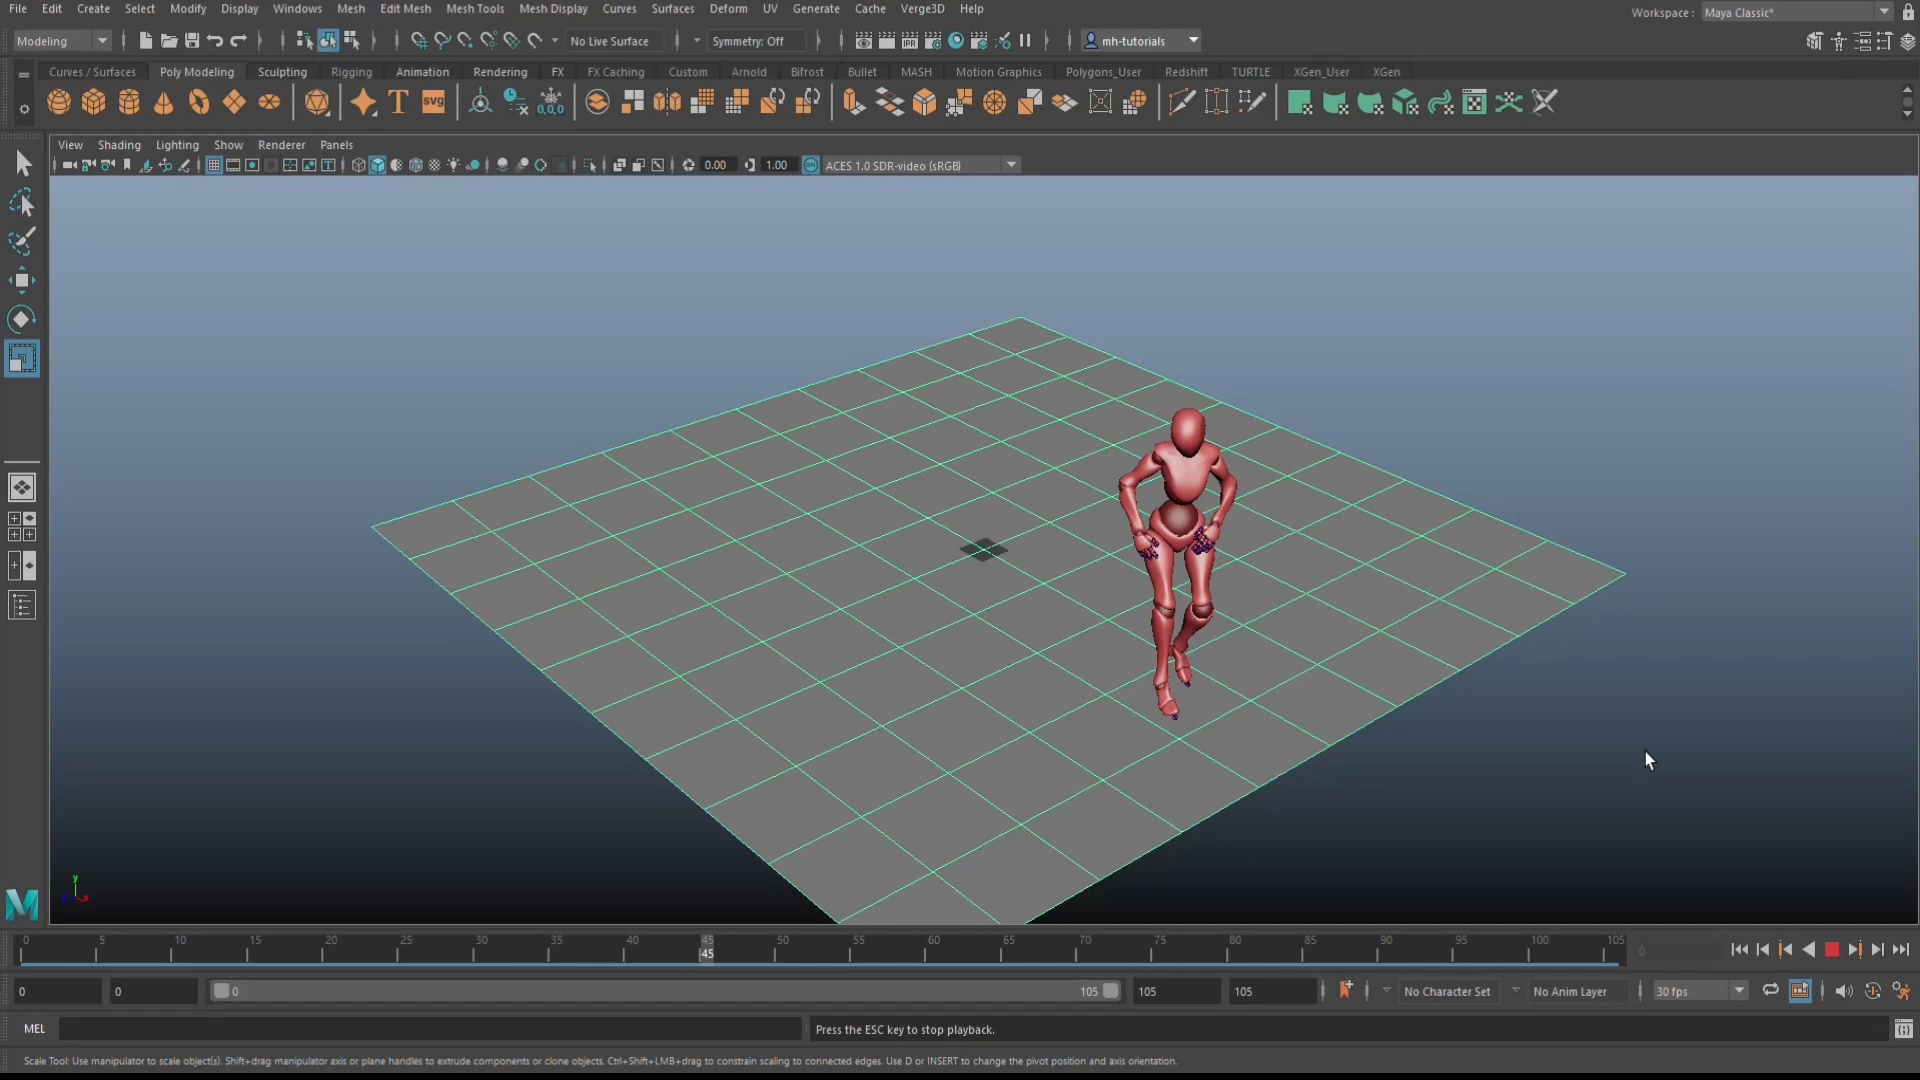 File Edit Create Select Modify Display Windows Mesh Edit Mesh Mesh Tools Mesh Display Curves Surfaces Deform UV Generate Cache Verge3D Help
Workspace : Maya Classic*
Modeling No Live Surface Symmetry: Off IPR mh-tutorials
Curves / Surfaces Poly Modeling Sculpting Rigging Animation Rendering FX FX Caching Custom Arnold Bifrost Bullet MASH Motion Graphics Polygons_User Redshift TURTLE XGen_User XGen
T SVG 0,0,0
View Shading Lighting Show Renderer Panels
0.00 1.00 ON ACES 1.0 SDR-video (sRGB)
y
M
0 5 10 15 20 25 30 35 40 45 50 55 60 65 70 75 80 85 90 95 100 105
45 0
0 0 0 105 105 105 No Character Set No Anim Layer 30 fps
MEL Press the ESC key to stop playback.
Scale Tool: Use manipulator to scale object(s). Shift+drag manipulator axis or plane handles to extrude components or clone objects. Ctrl+Shift+LMB+drag to constrain scaling to connected edges. Use D or INSERT to change the pivot position and axis orientation.